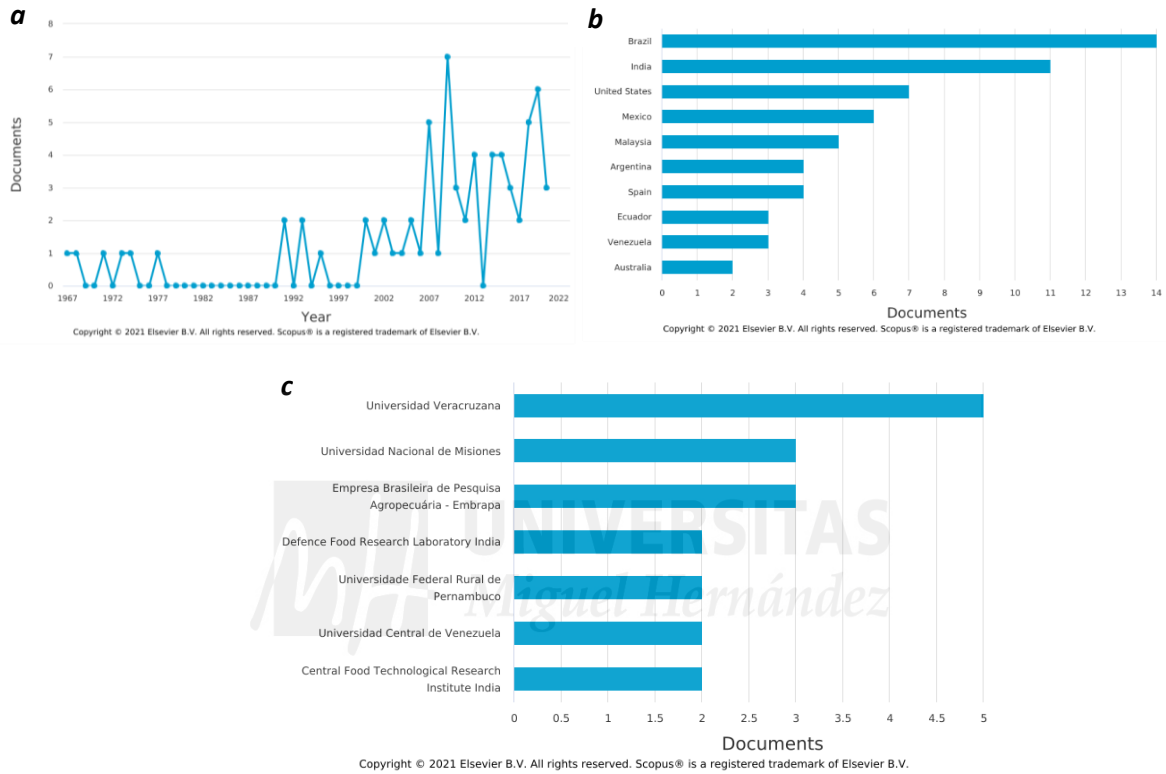 a
8
7
6
5
4
3
2
1
0
Documents
1967 1972 1977 1982 1987 1992 1997 2002 2007 2012 2017 2022
Year
Copyright © 2021 Elsevier B.V. All rights reserved. Scopus® is a registered trademark of Elsevier B.V.
b
Brazil
India
United States
Mexico
Malaysia
Argentina
Spain
Ecuador
Venezuela
Australia
0 1 2 3 4 5 6 7 8 9 10 11 12 13 14
Documents
Copyright © 2021 Elsevier B.V. All rights reserved. Scopus® is a registered trademark of Elsevier B.V.
c
Universidad Veracruzana
Universidad Nacional de Misiones
Empresa Brasileira de Pesquisa
Agropecuária - Embrapa
Defence Food Research Laboratory India
Universidade Federal Rural de
Pernambuco
Universidad Central de Venezuela
Central Food Technological Research
Institute India
0 0.5 1 1.5 2 2.5 3 3.5 4 4.5 5
Documents
Copyright © 2021 Elsevier B.V. All rights reserved. Scopus® is a registered trademark of Elsevier B.V.
UNIVERSITAS
Miguel Hernández